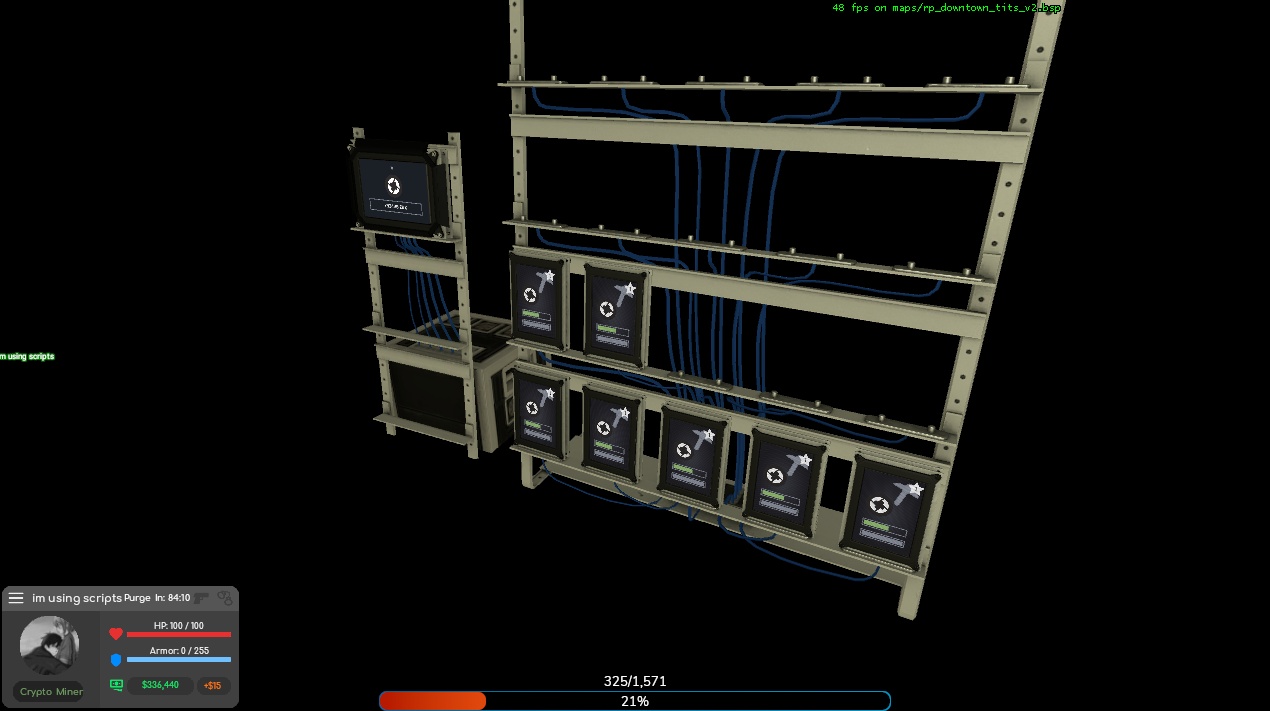 48 fps on maps/rp_downtown_tits_v2.bsp
m using scripts
im using scripts Purge In: 84:10
HP: 100 / 100
Armor: 0 / 255
Crypto Miner
$336,440
+$15
325/1,571
21%